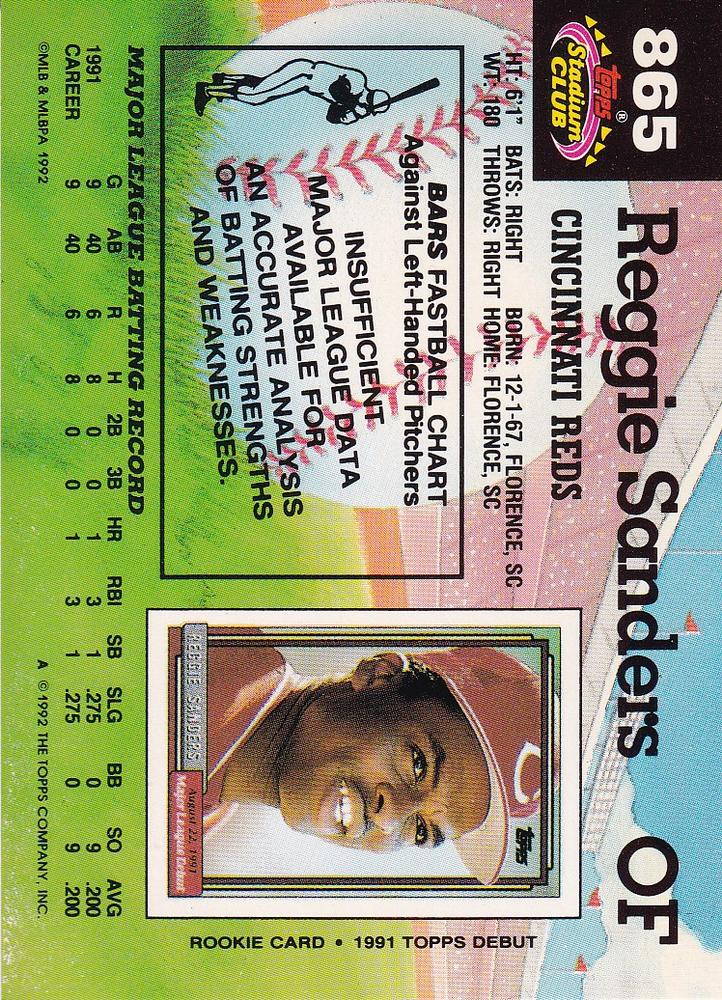 865
topps®
Stadium
CLUB
Reggie Sanders OF
CINCINNATI REDS
HT: 6'1" BATS: RIGHT BORN: 12-1-67, FLORENCE, SC
WT: 180 THROWS: RIGHT HOME: FLORENCE, SC
BARS FASTBALL CHART
Against Left-Handed Pitchers
INSUFFICIENT
MAJOR LEAGUE DATA
AVAILABLE FOR
AN ACCURATE ANALYSIS
OF BATTING STRENGTHS
AND WEAKNESSES.
topps
REGGIE SANDERS
August 22, 1991
Major League Debut
ROOKIE CARD • 1991 TOPPS DEBUT
MAJOR LEAGUE BATTING RECORD
G AB R H 2B 3B HR RBI SB SLG BB SO AVG
1991 9 40 6 8 0 0 1 3 1 .275 0 9 .200
CAREER 9 40 6 8 0 0 1 3 1 .275 0 9 .200
©MLB & MLBPA 1992 A ©1992 THE TOPPS COMPANY, INC.